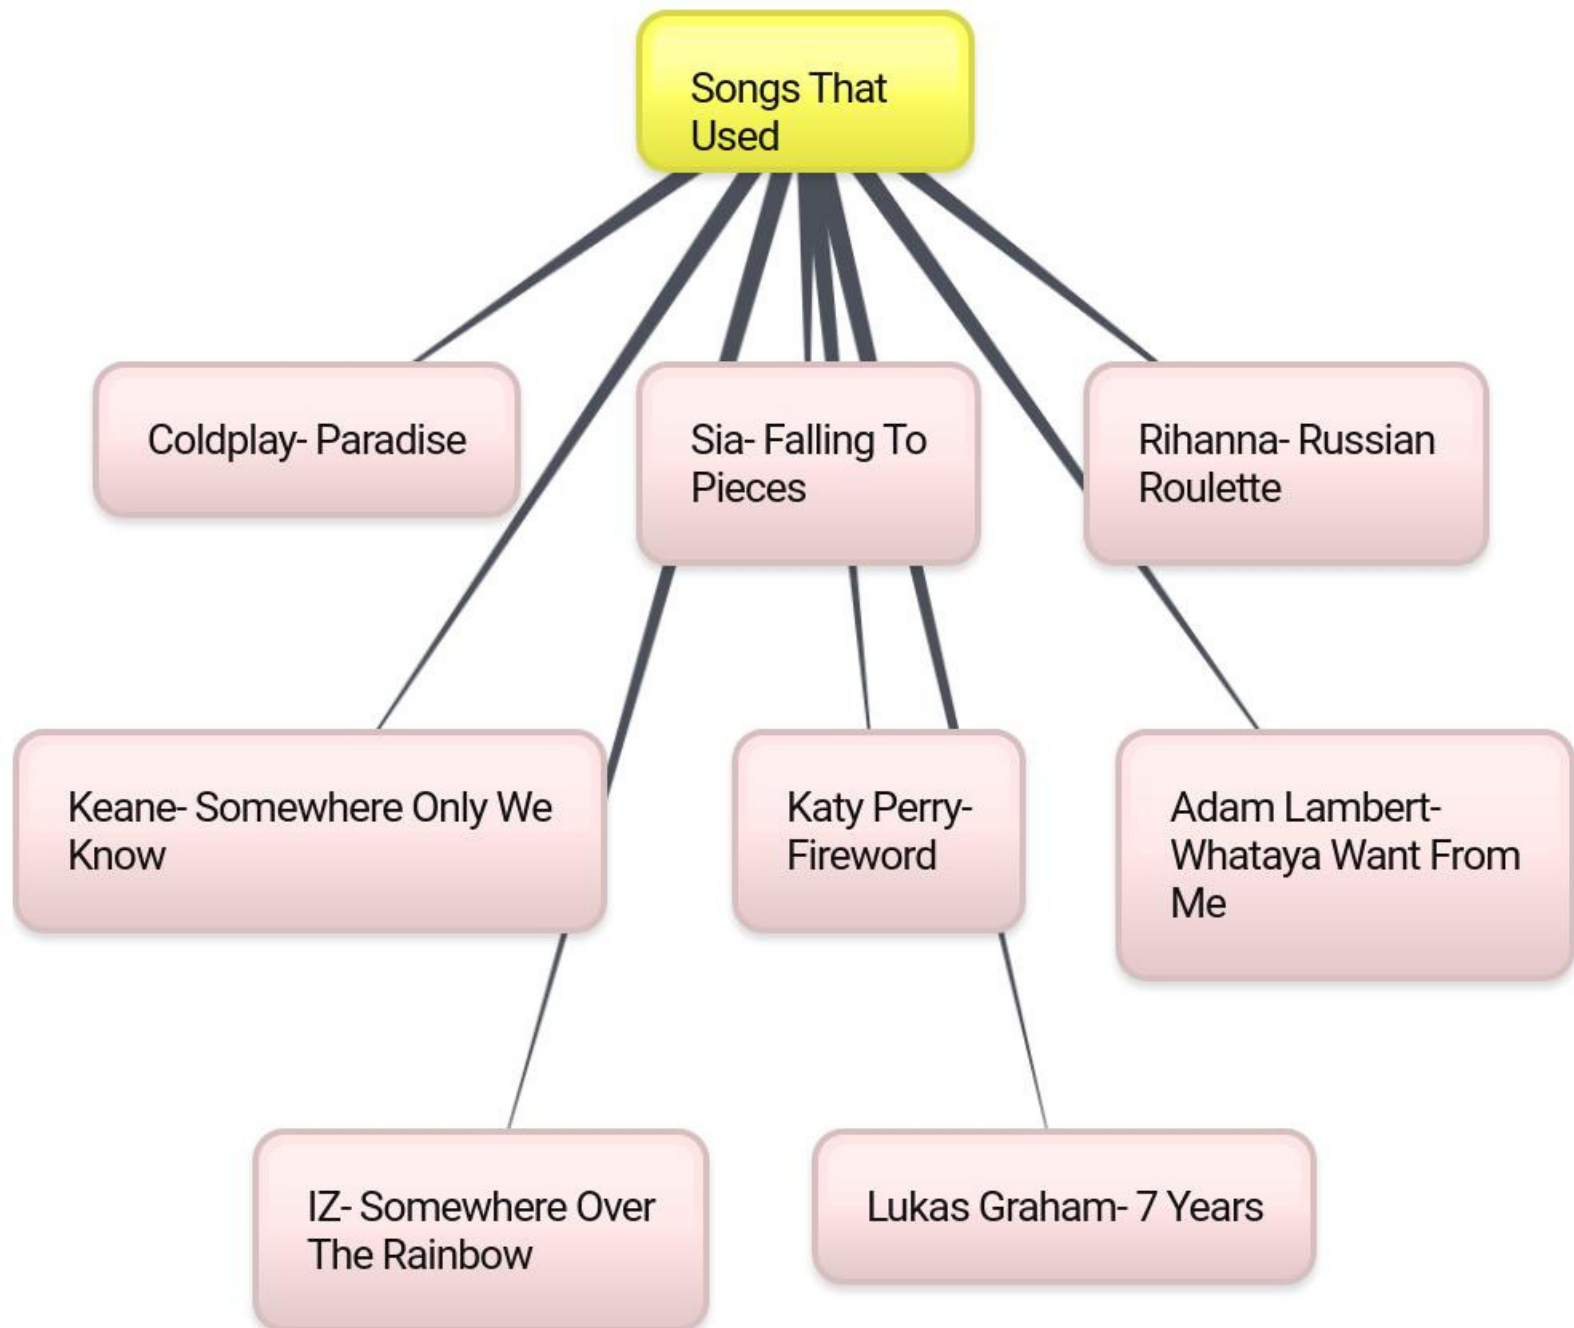 Songs That
Used
Coldplay- Paradise
Sia- Falling To
Pieces
Rihanna- Russian
Roulette
Keane- Somewhere Only We
Know
Katy Perry-
Fireword
Adam Lambert-
Whataya Want From
Me
IZ- Somewhere Over
The Rainbow
Lukas Graham- 7 Years